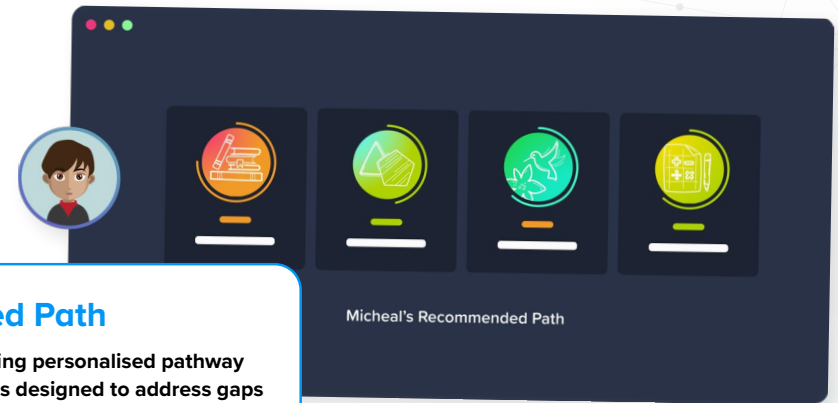 Micheal's Recommended Path
ed Path
ing personalised pathway
s designed to address gaps